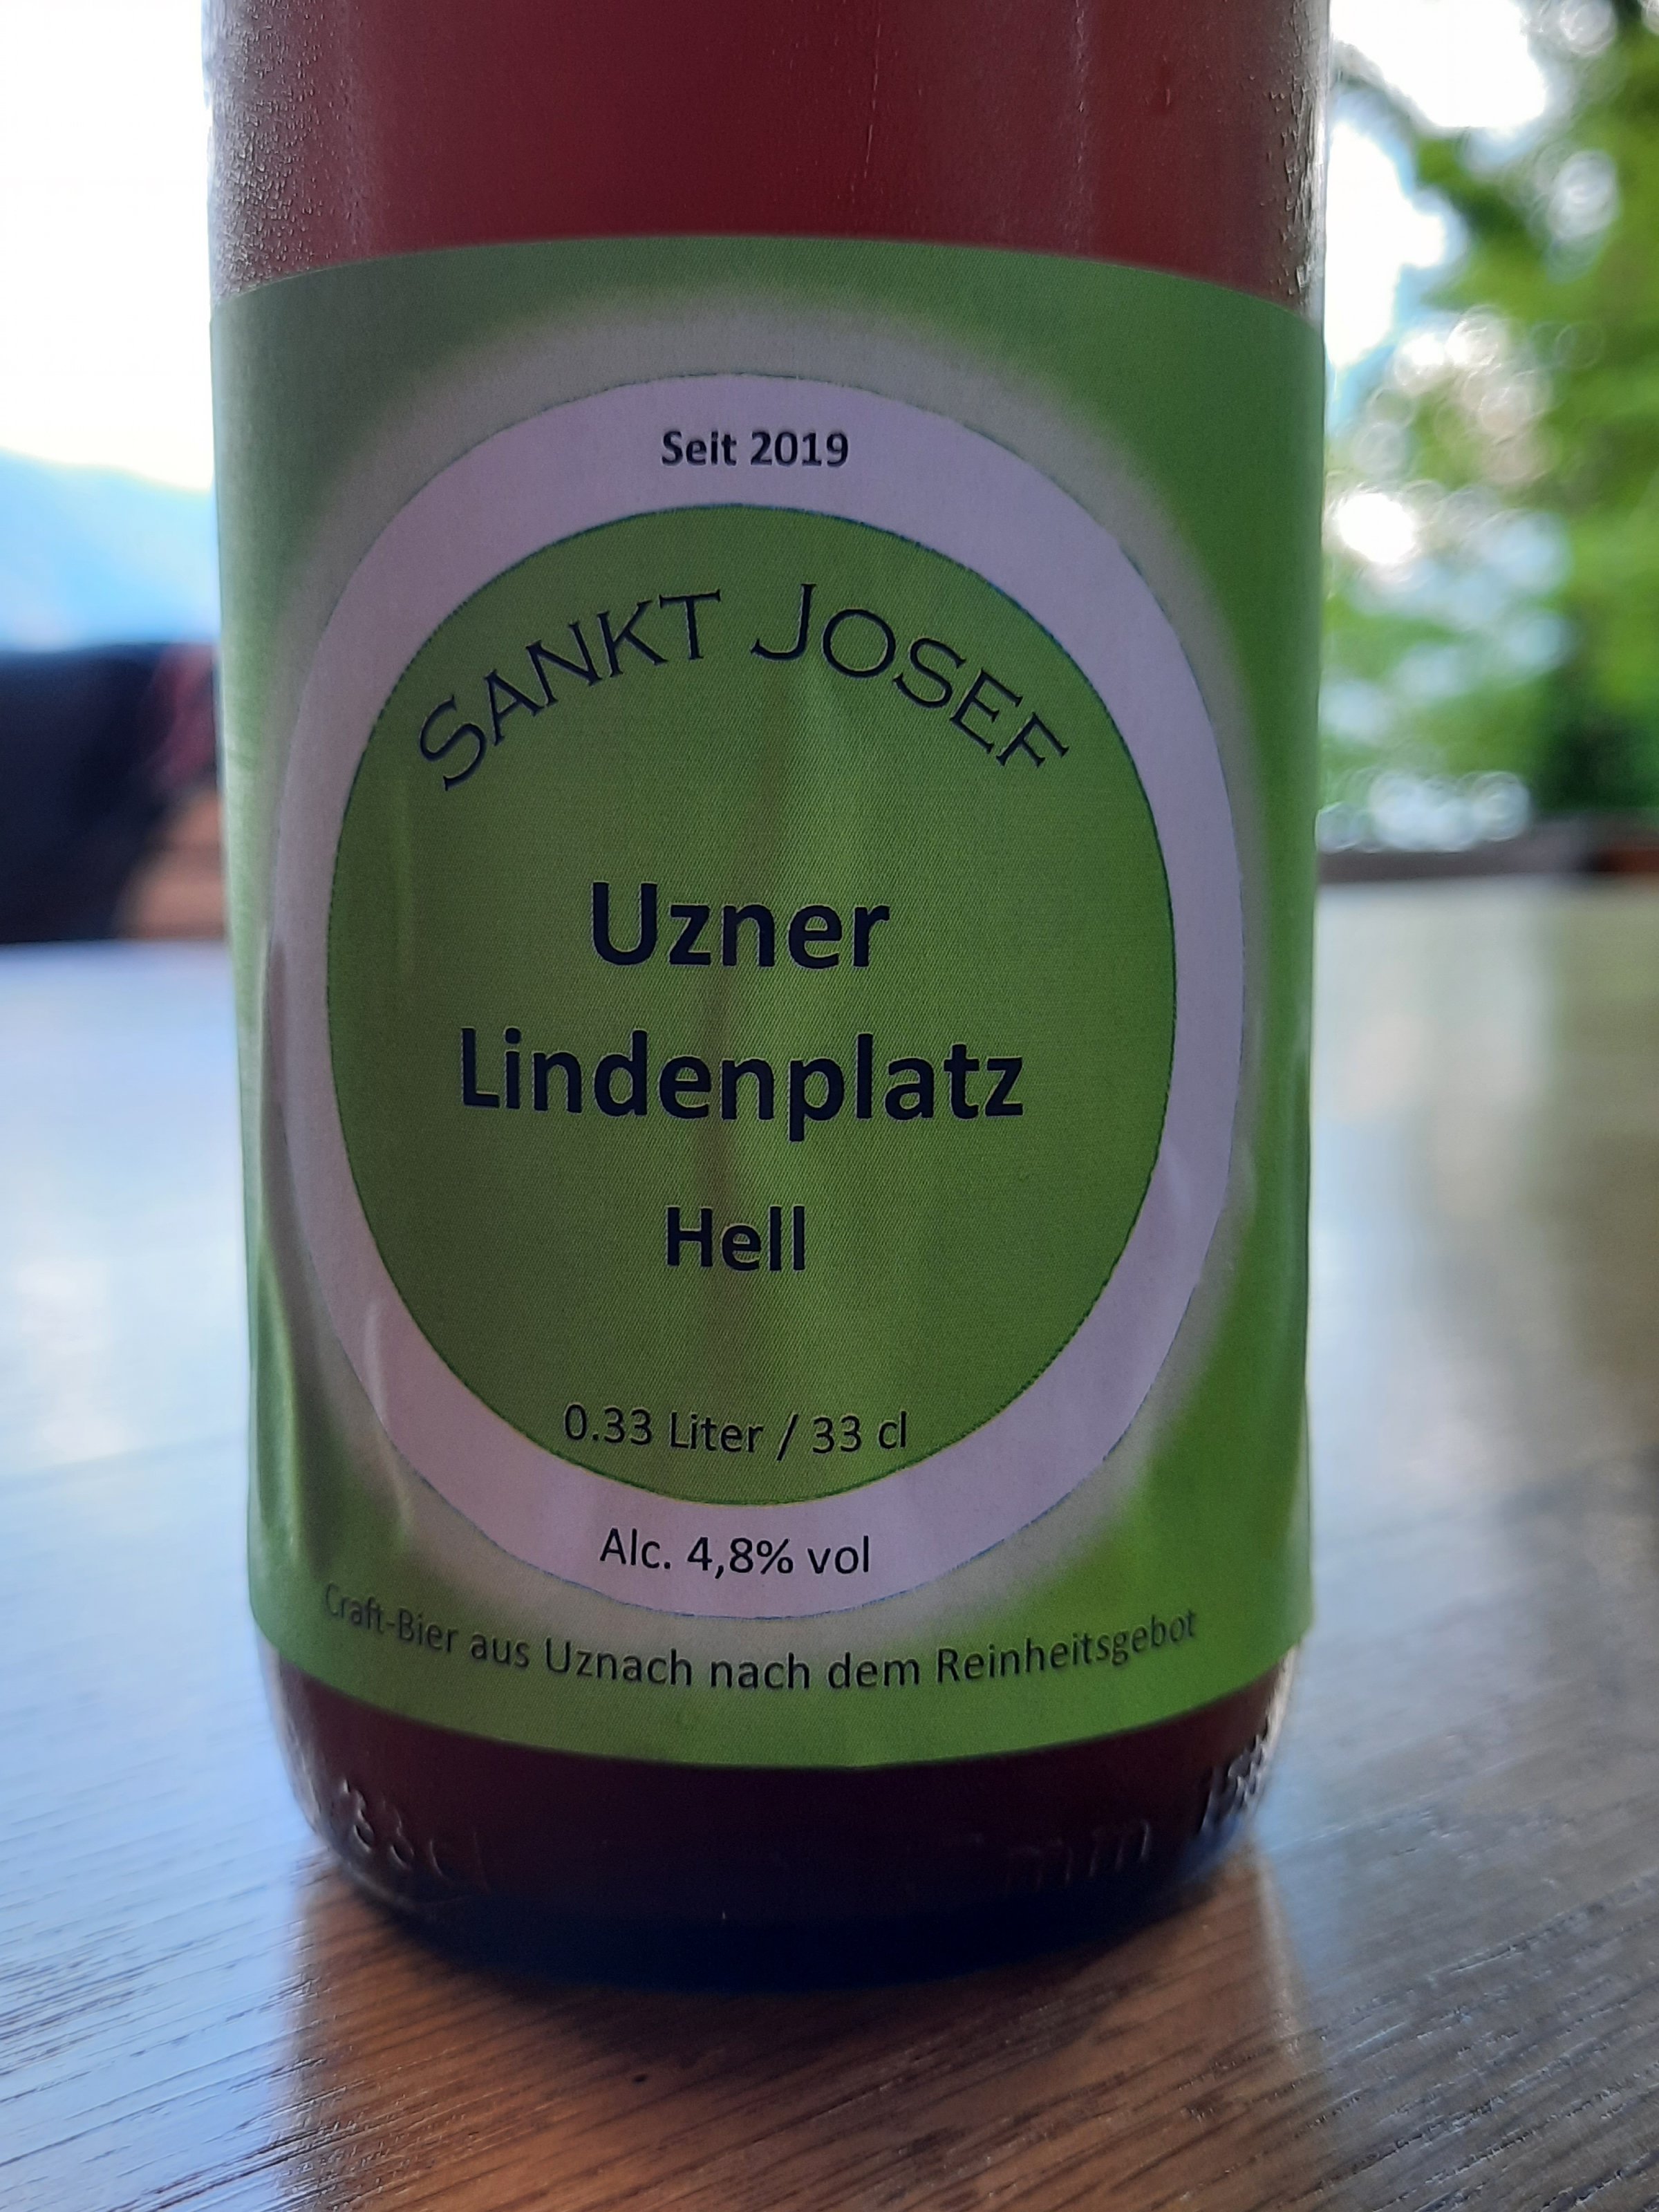 Seit 2019
SANKT JOSEF
Uzner
Lindenplatz
Hell
0.33 Liter / 33 cl
Alc. 4,8% vol
Craft-Bier aus Uznach nach dem Reinheitsgebot
33cl